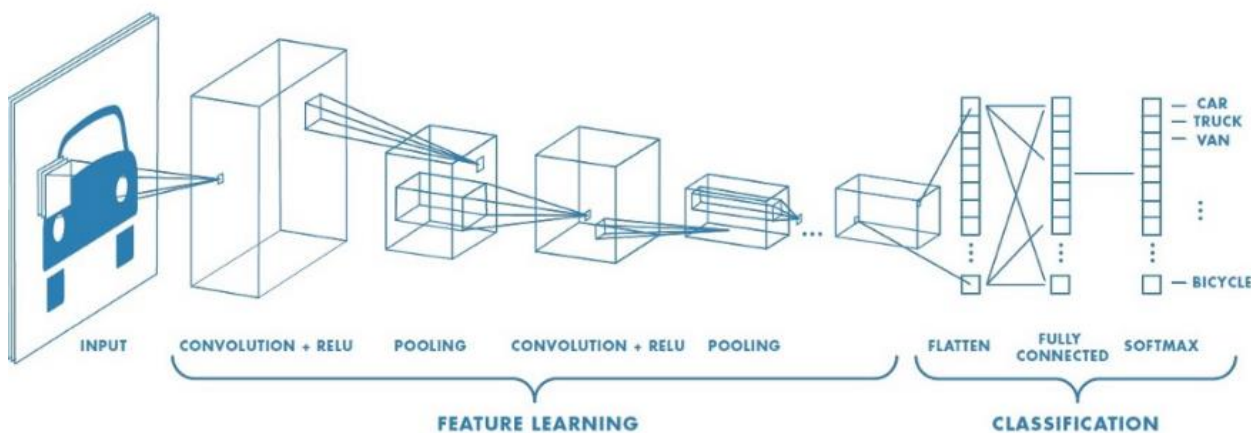 CAR
TRUCK
VAN
BICYCLE
INPUT
CONVOLUTION + RELU
POOLING
CONVOLUTION + RELU
POOLING
FLATTEN
FULLY
CONNECTED
SOFTMAX
FEATURE LEARNING
CLASSIFICATION